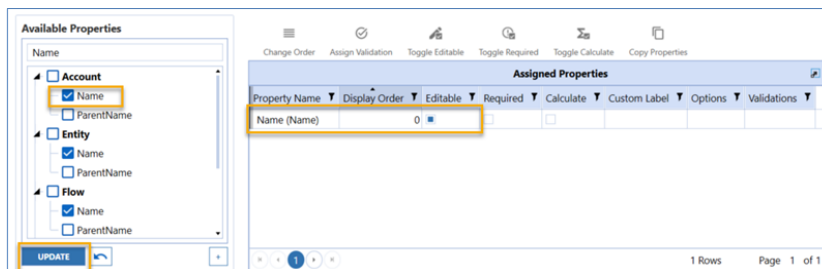 Available Properties
Name
Account
Name
ParentName
Entity
Name
ParentName
Flow
Name
ParentName
UPDATE
Change Order Assign Validation Toggle Editable Toggle Required Toggle Calculate Copy Properties
Assigned Properties
Property Name Display Order Editable Required Calculate Custom Label Options Validations
Name (Name) 0
1 1 Rows Page 1 of 1